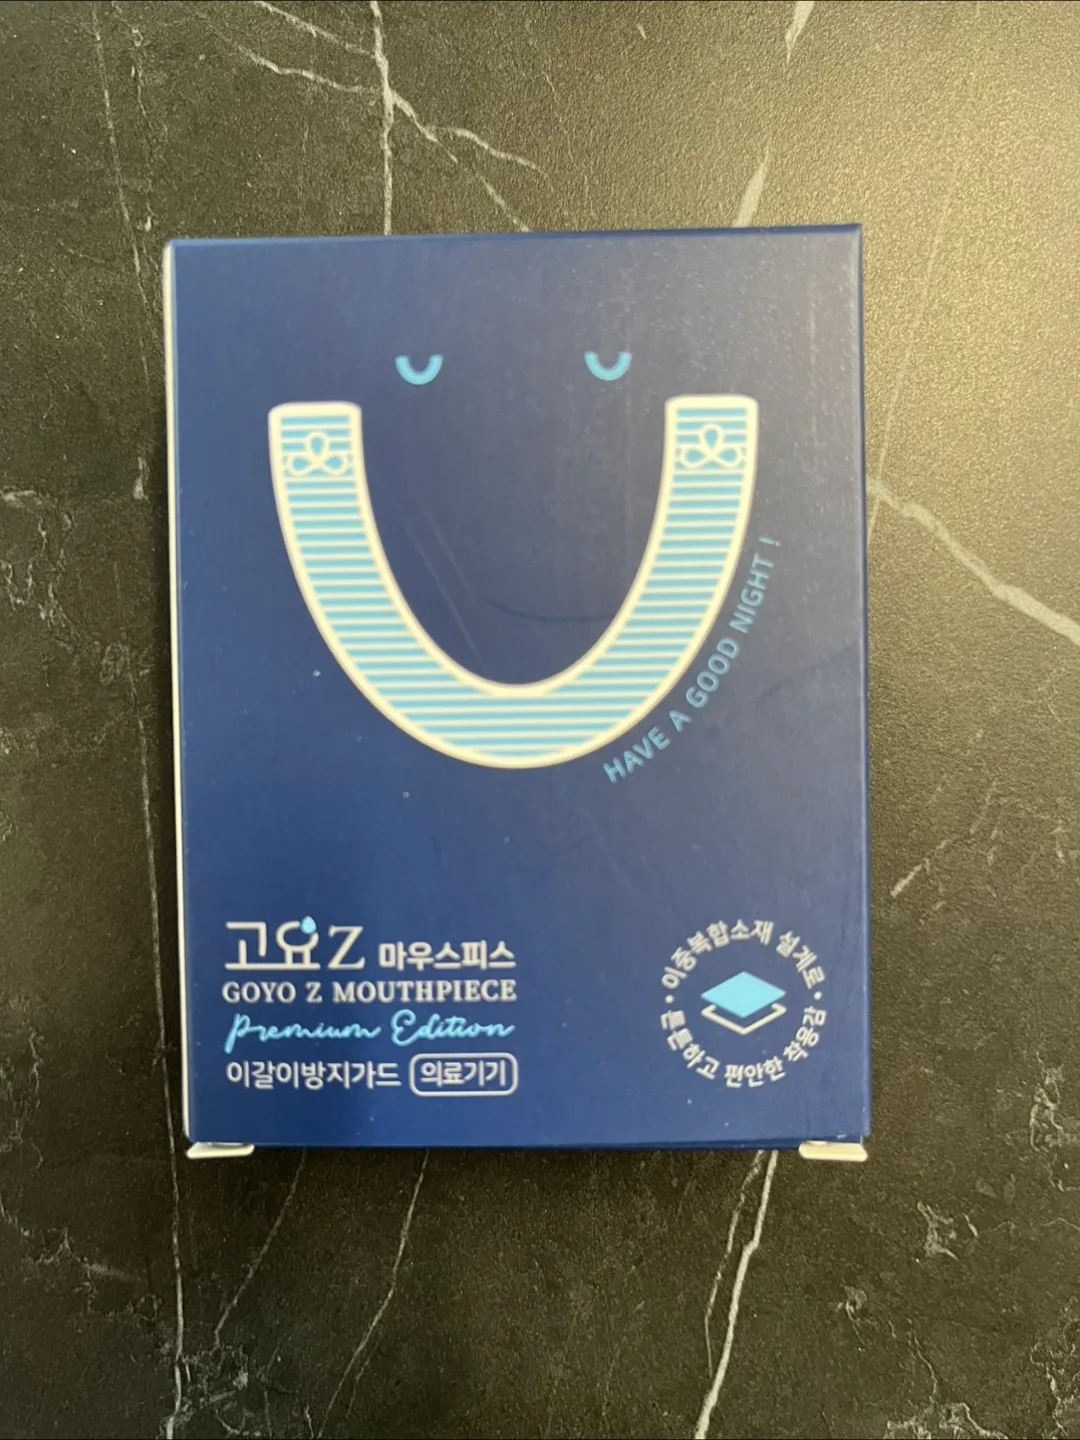 HAVE A GOOD NIGHT !
고요Z 마우스피스
GOYO Z MOUTHPIECE
Premium Edition
이갈이방지가드 의료기기
이중복합소재 설계로
튼튼하고 편안한 착용감